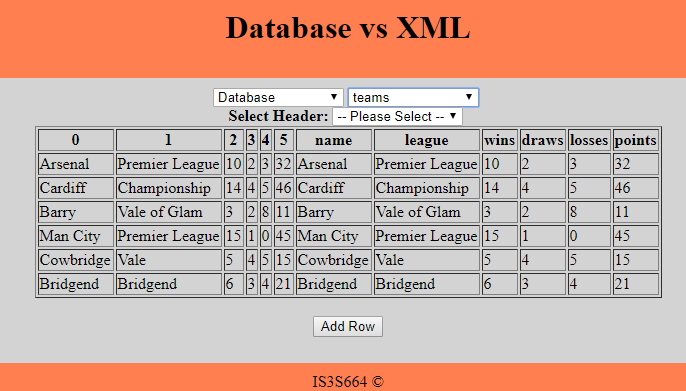 Database vs XML
Database teams
Select Header: -- Please Select --
0 1 2 3 4 5 name league wins draws losses points
Arsenal Premier League 10 2 3 32 Arsenal Premier League 10 2 3 32
Cardiff Championship 14 4 5 46 Cardiff Championship 14 4 5 46
Barry Vale of Glam 3 2 8 11 Barry Vale of Glam 3 2 8 11
Man City Premier League 15 1 0 45 Man City Premier League 15 1 0 45
Cowbridge Vale 5 4 5 15 Cowbridge Vale 5 4 5 15
Bridgend Bridgend 6 3 4 21 Bridgend Bridgend 6 3 4 21
Add Row
IS3S664 ©